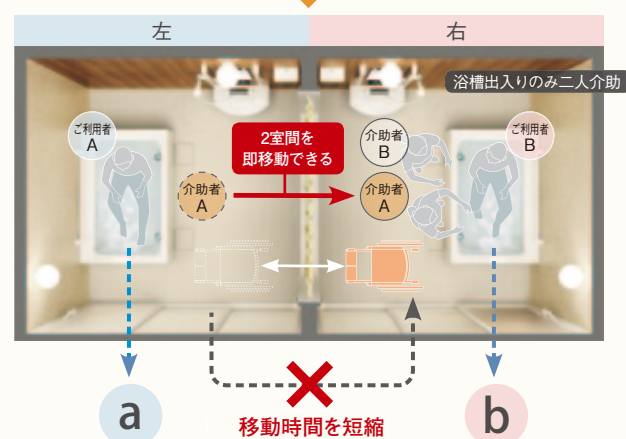 左
右
浴槽出入りのみ二人介助
ご利用者
A
2室間を
即移動できる
介助者
B
ご利用者
B
介助者
A
介助者
A
移動時間を短縮
a
b